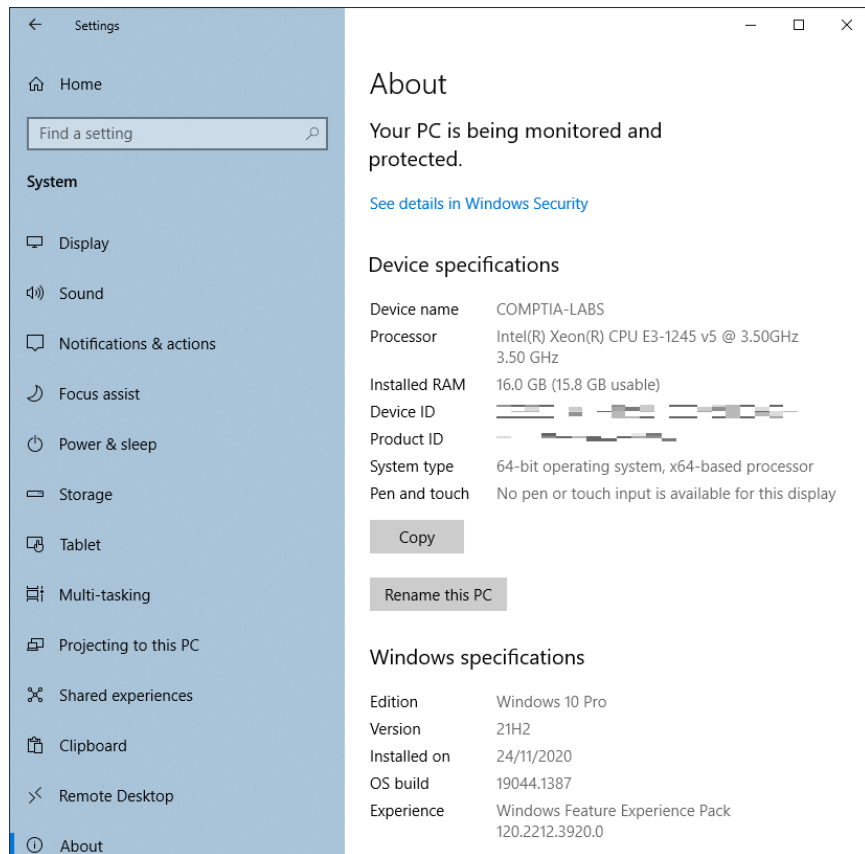 Settings
Home
Find a setting
System
Display
Sound
Notifications & actions
Focus assist
Power & sleep
Storage
Tablet
Multi-tasking
Projecting to this PC
Shared experiences
Clipboard
Remote Desktop
About
About
Your PC is being monitored and
protected.
See details in Windows Security
Device specifications
Device name COMPTIA-LABS
Processor Intel(R) Xeon(R) CPU E3-1245 v5 @ 3.50GHz
3.50 GHz
Installed RAM 16.0 GB (15.8 GB usable)
Device ID
Product ID
System type 64-bit operating system, x64-based processor
Pen and touch No pen or touch input is available for this display
Copy
Rename this PC
Windows specifications
Edition Windows 10 Pro
Version 21H2
Installed on 24/11/2020
OS build 19044.1387
Experience Windows Feature Experience Pack
120.2212.3920.0